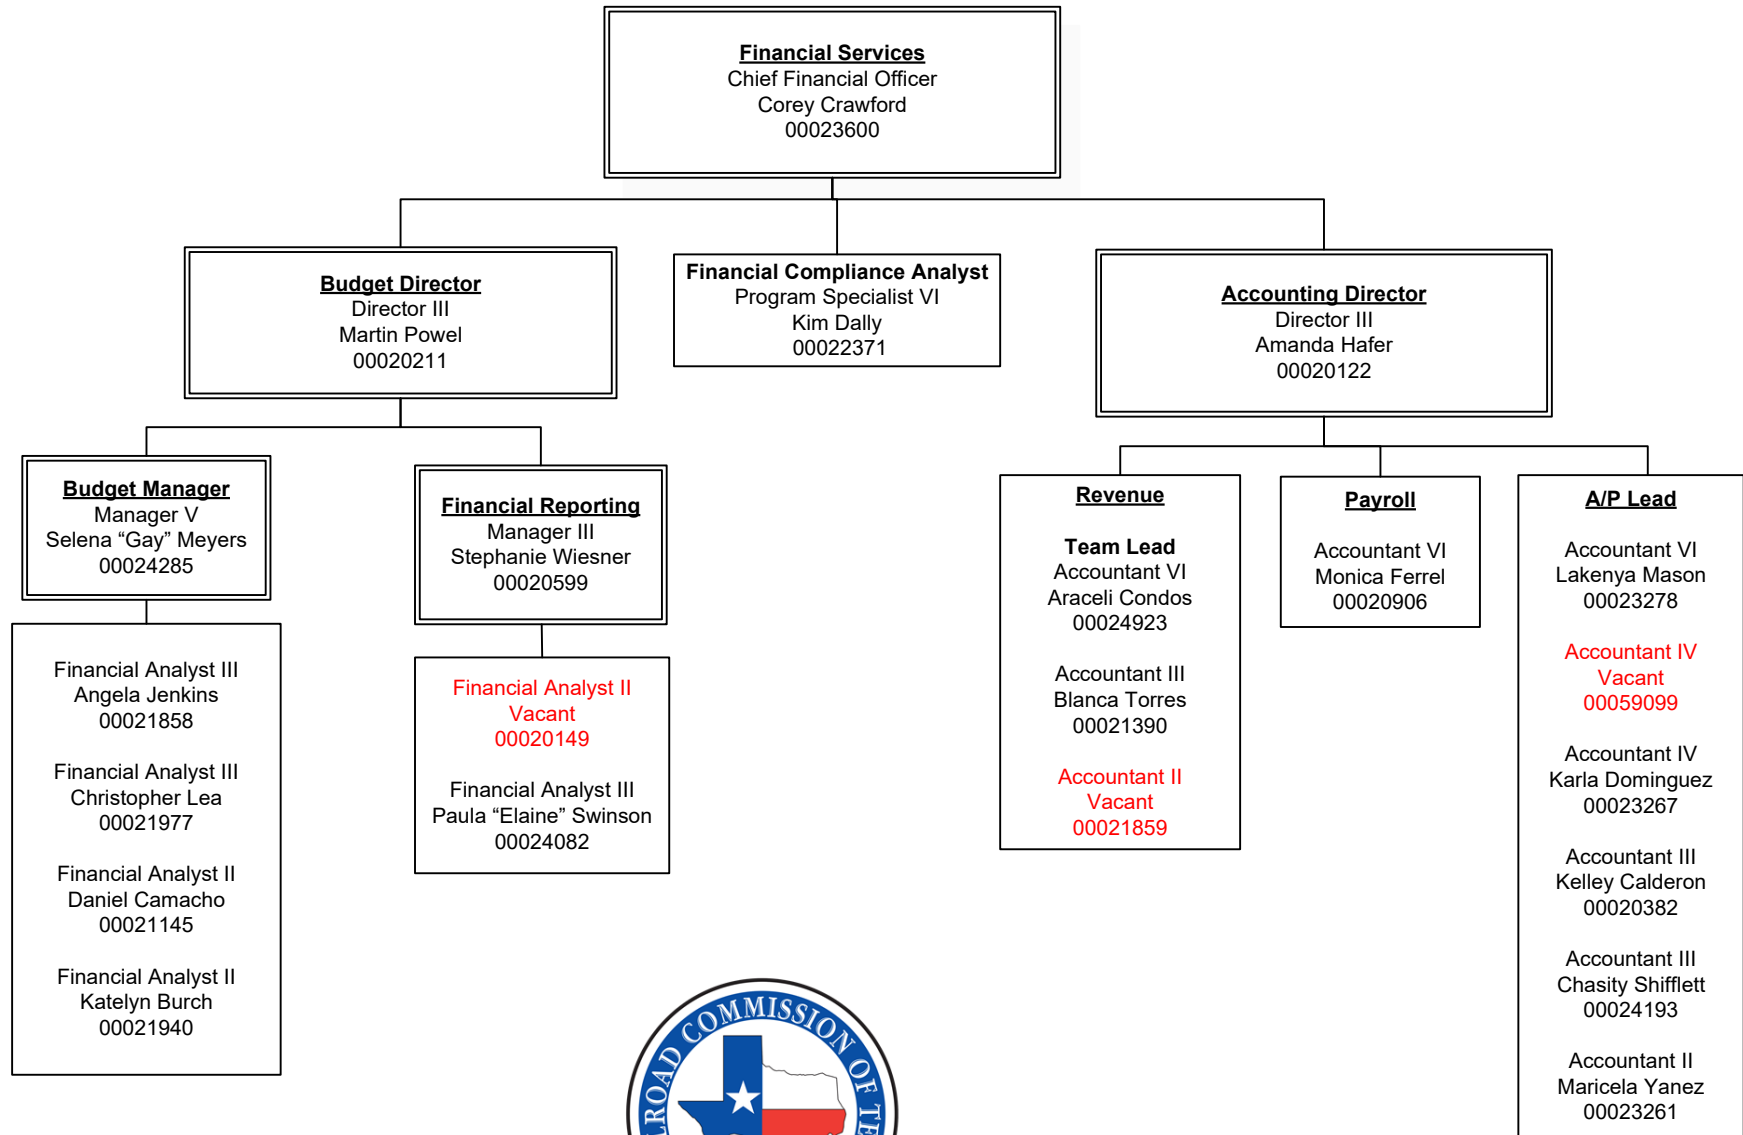 Financial Services
Chief Financial Officer
Corey Crawford
00023600
Budget Director
Director III
Martin Powel
00020211
Financial Compliance Analyst
Program Specialist VI
Kim Dally
00022371
Accounting Director
Director III
Amanda Hafer
00020122
Budget Manager
Manager V
Selena “Gay” Meyers
00024285
Financial Reporting
Manager III
Stephanie Wiesner
00020599
Revenue
Team Lead
Accountant VI
Araceli Condos
00024923
Accountant III
Blanca Torres
00021390
Accountant II
Vacant
00021859
Payroll
Accountant VI
Monica Ferrel
00020906
A/P Lead
Accountant VI
Lakenya Mason
00023278
Accountant IV
Vacant
00059099
Accountant IV
Karla Dominguez
00023267
Accountant III
Kelley Calderon
00020382
Accountant III
Chasity Shifflett
00024193
Accountant II
Maricela Yanez
00023261
Financial Analyst III
Angela Jenkins
00021858
Financial Analyst III
Christopher Lea
00021977
Financial Analyst II
Daniel Camacho
00021145
Financial Analyst II
Katelyn Burch
00021940
Financial Analyst II
Vacant
00020149
Financial Analyst III
Paula “Elaine” Swinson
00024082
COMMISSION OF